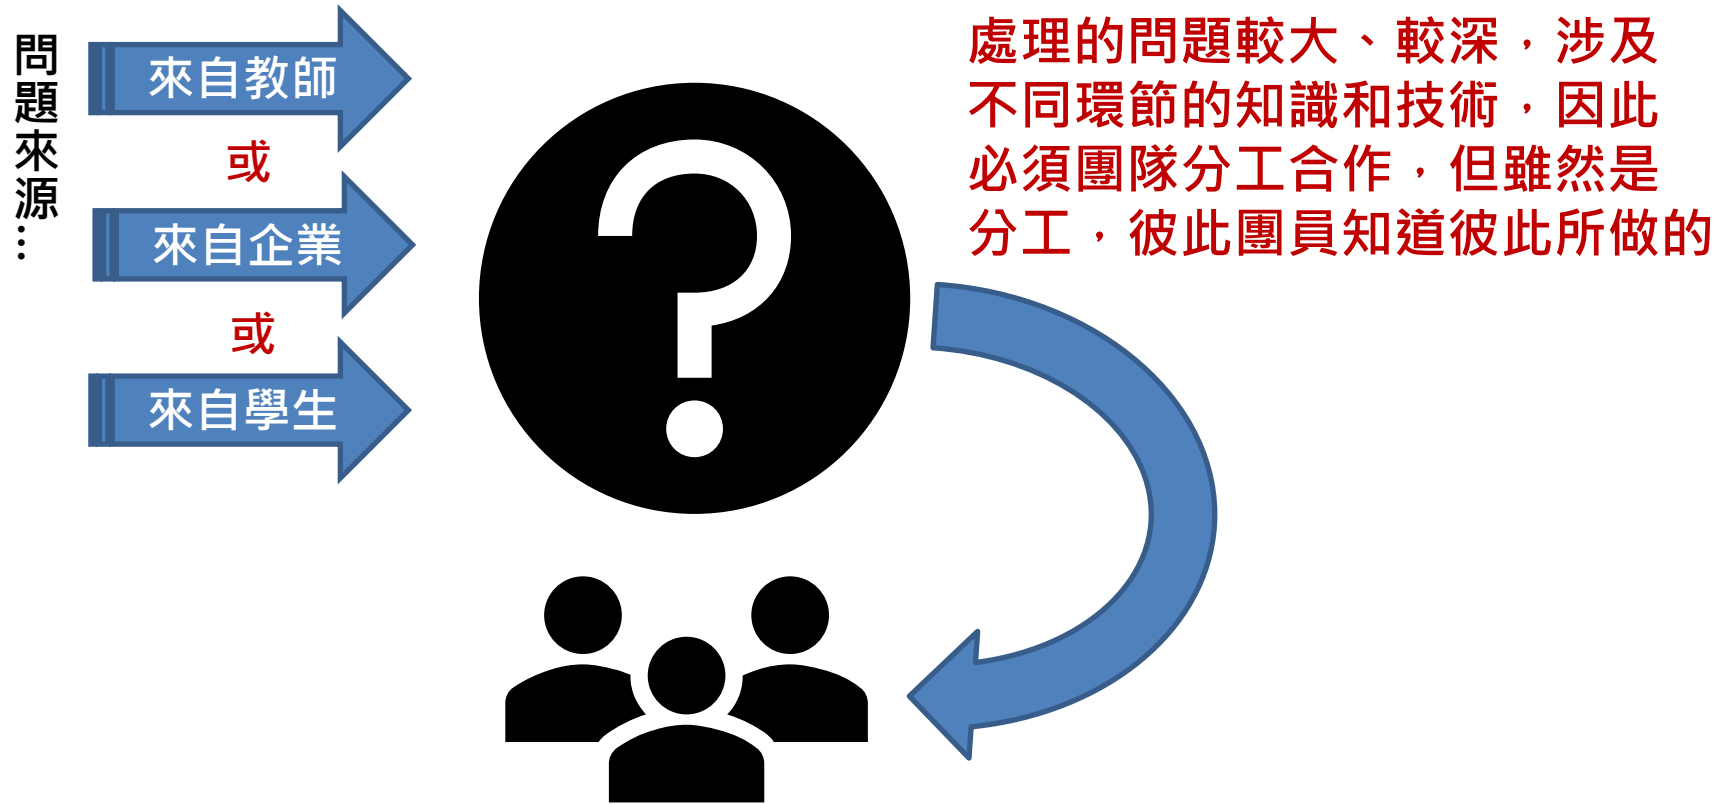 問題來源…
來自教師
或
來自企業
或
來自學生
處理的問題較大、較深，涉及
不同環節的知識和技術，因此
必須團隊分工合作，但雖然是
分工，彼此團員知道彼此所做的